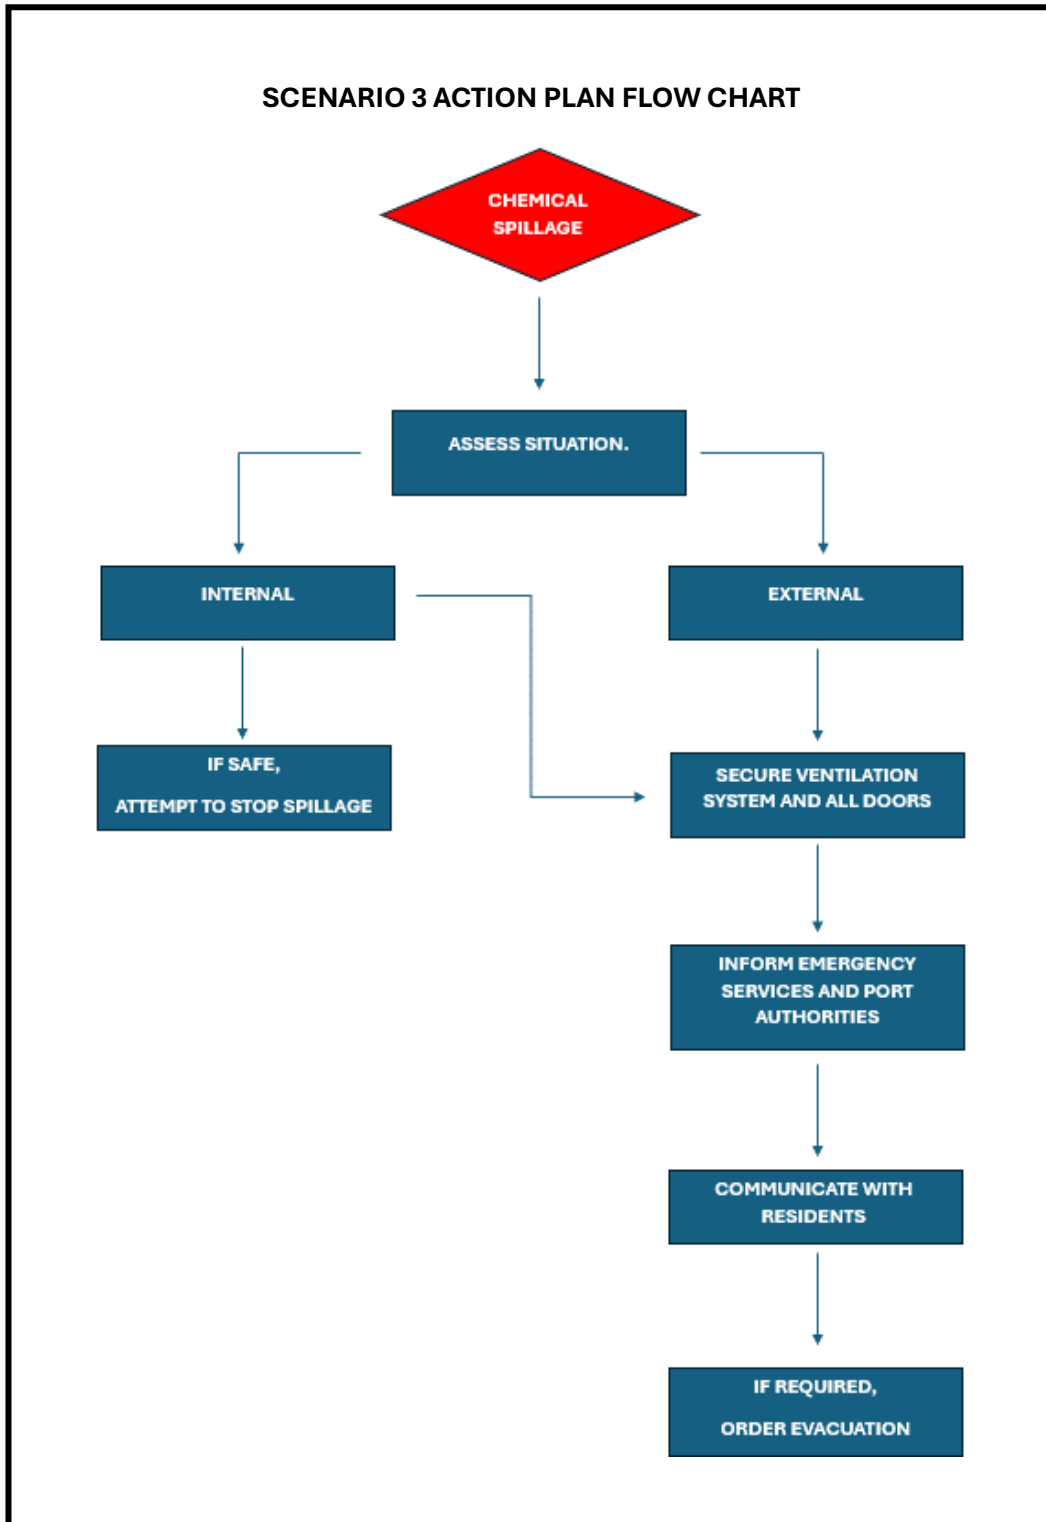 SCENARIO 3 ACTION PLAN FLOW CHART
CHEMICAL
SPILLAGE
ASSESS SITUATION.
INTERNAL
EXTERNAL
IF SAFE,
ATTEMPT TO STOP SPILLAGE
SECURE VENTILATION
SYSTEM AND ALL DOORS
INFORM EMERGENCY
SERVICES AND PORT
AUTHORITIES
COMMUNICATE WITH
RESIDENTS
IF REQUIRED,
ORDER EVACUATION